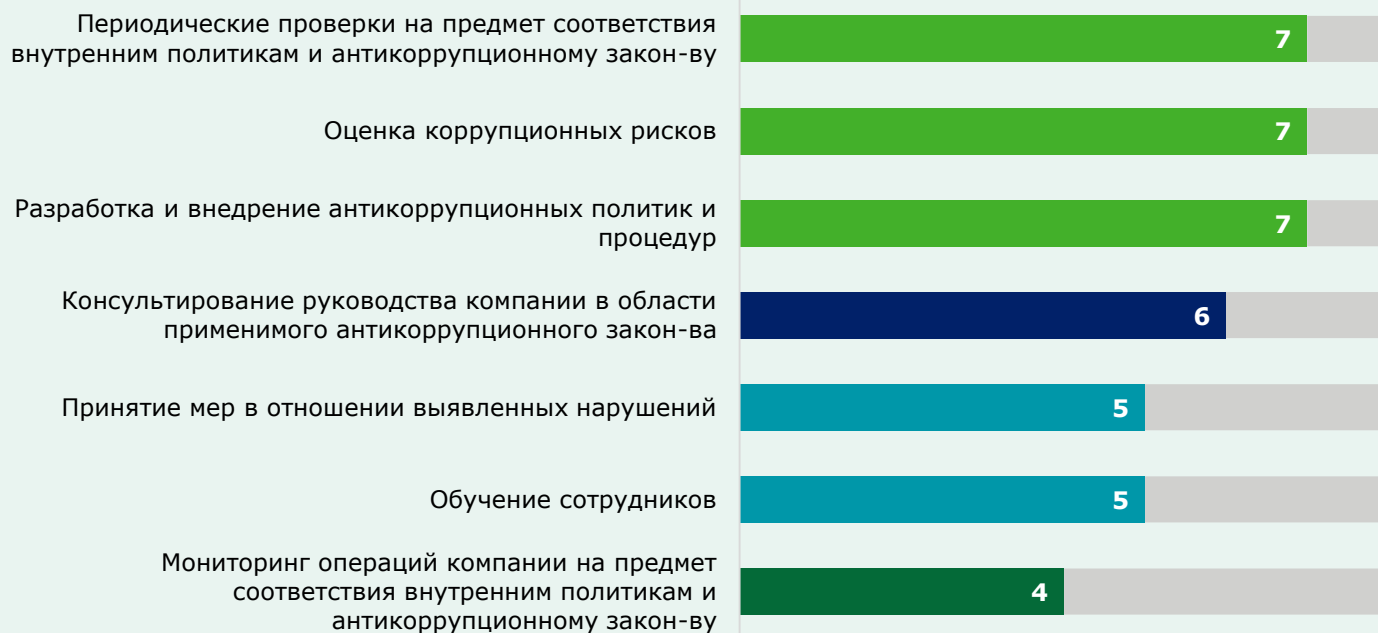 Периодические проверки на предмет соответствия
внутренним политикам и антикоррупционному закон-ву
7
Оценка коррупционных рисков
7
Разработка и внедрение антикоррупционных политик и
процедур
7
Консультирование руководства компании в области
применимого антикоррупционного закон-ва
6
Принятие мер в отношении выявленных нарушений
5
Обучение сотрудников
5
Мониторинг операций компании на предмет
соответствия внутренним политикам и
антикоррупционному закон-ву
4